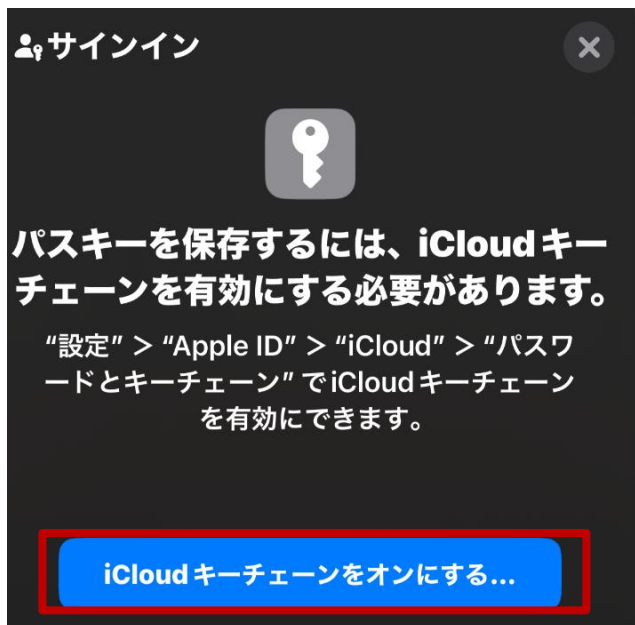 サインイン
パスキーを保存するには、iCloudキー
チェーンを有効にする必要があります。
“設定” > “Apple ID” > “iCloud” > “パスワ
ードとキーチェーン” でiCloudキーチェーン
を有効にできます。
iCloudキーチェーンをオンにする...